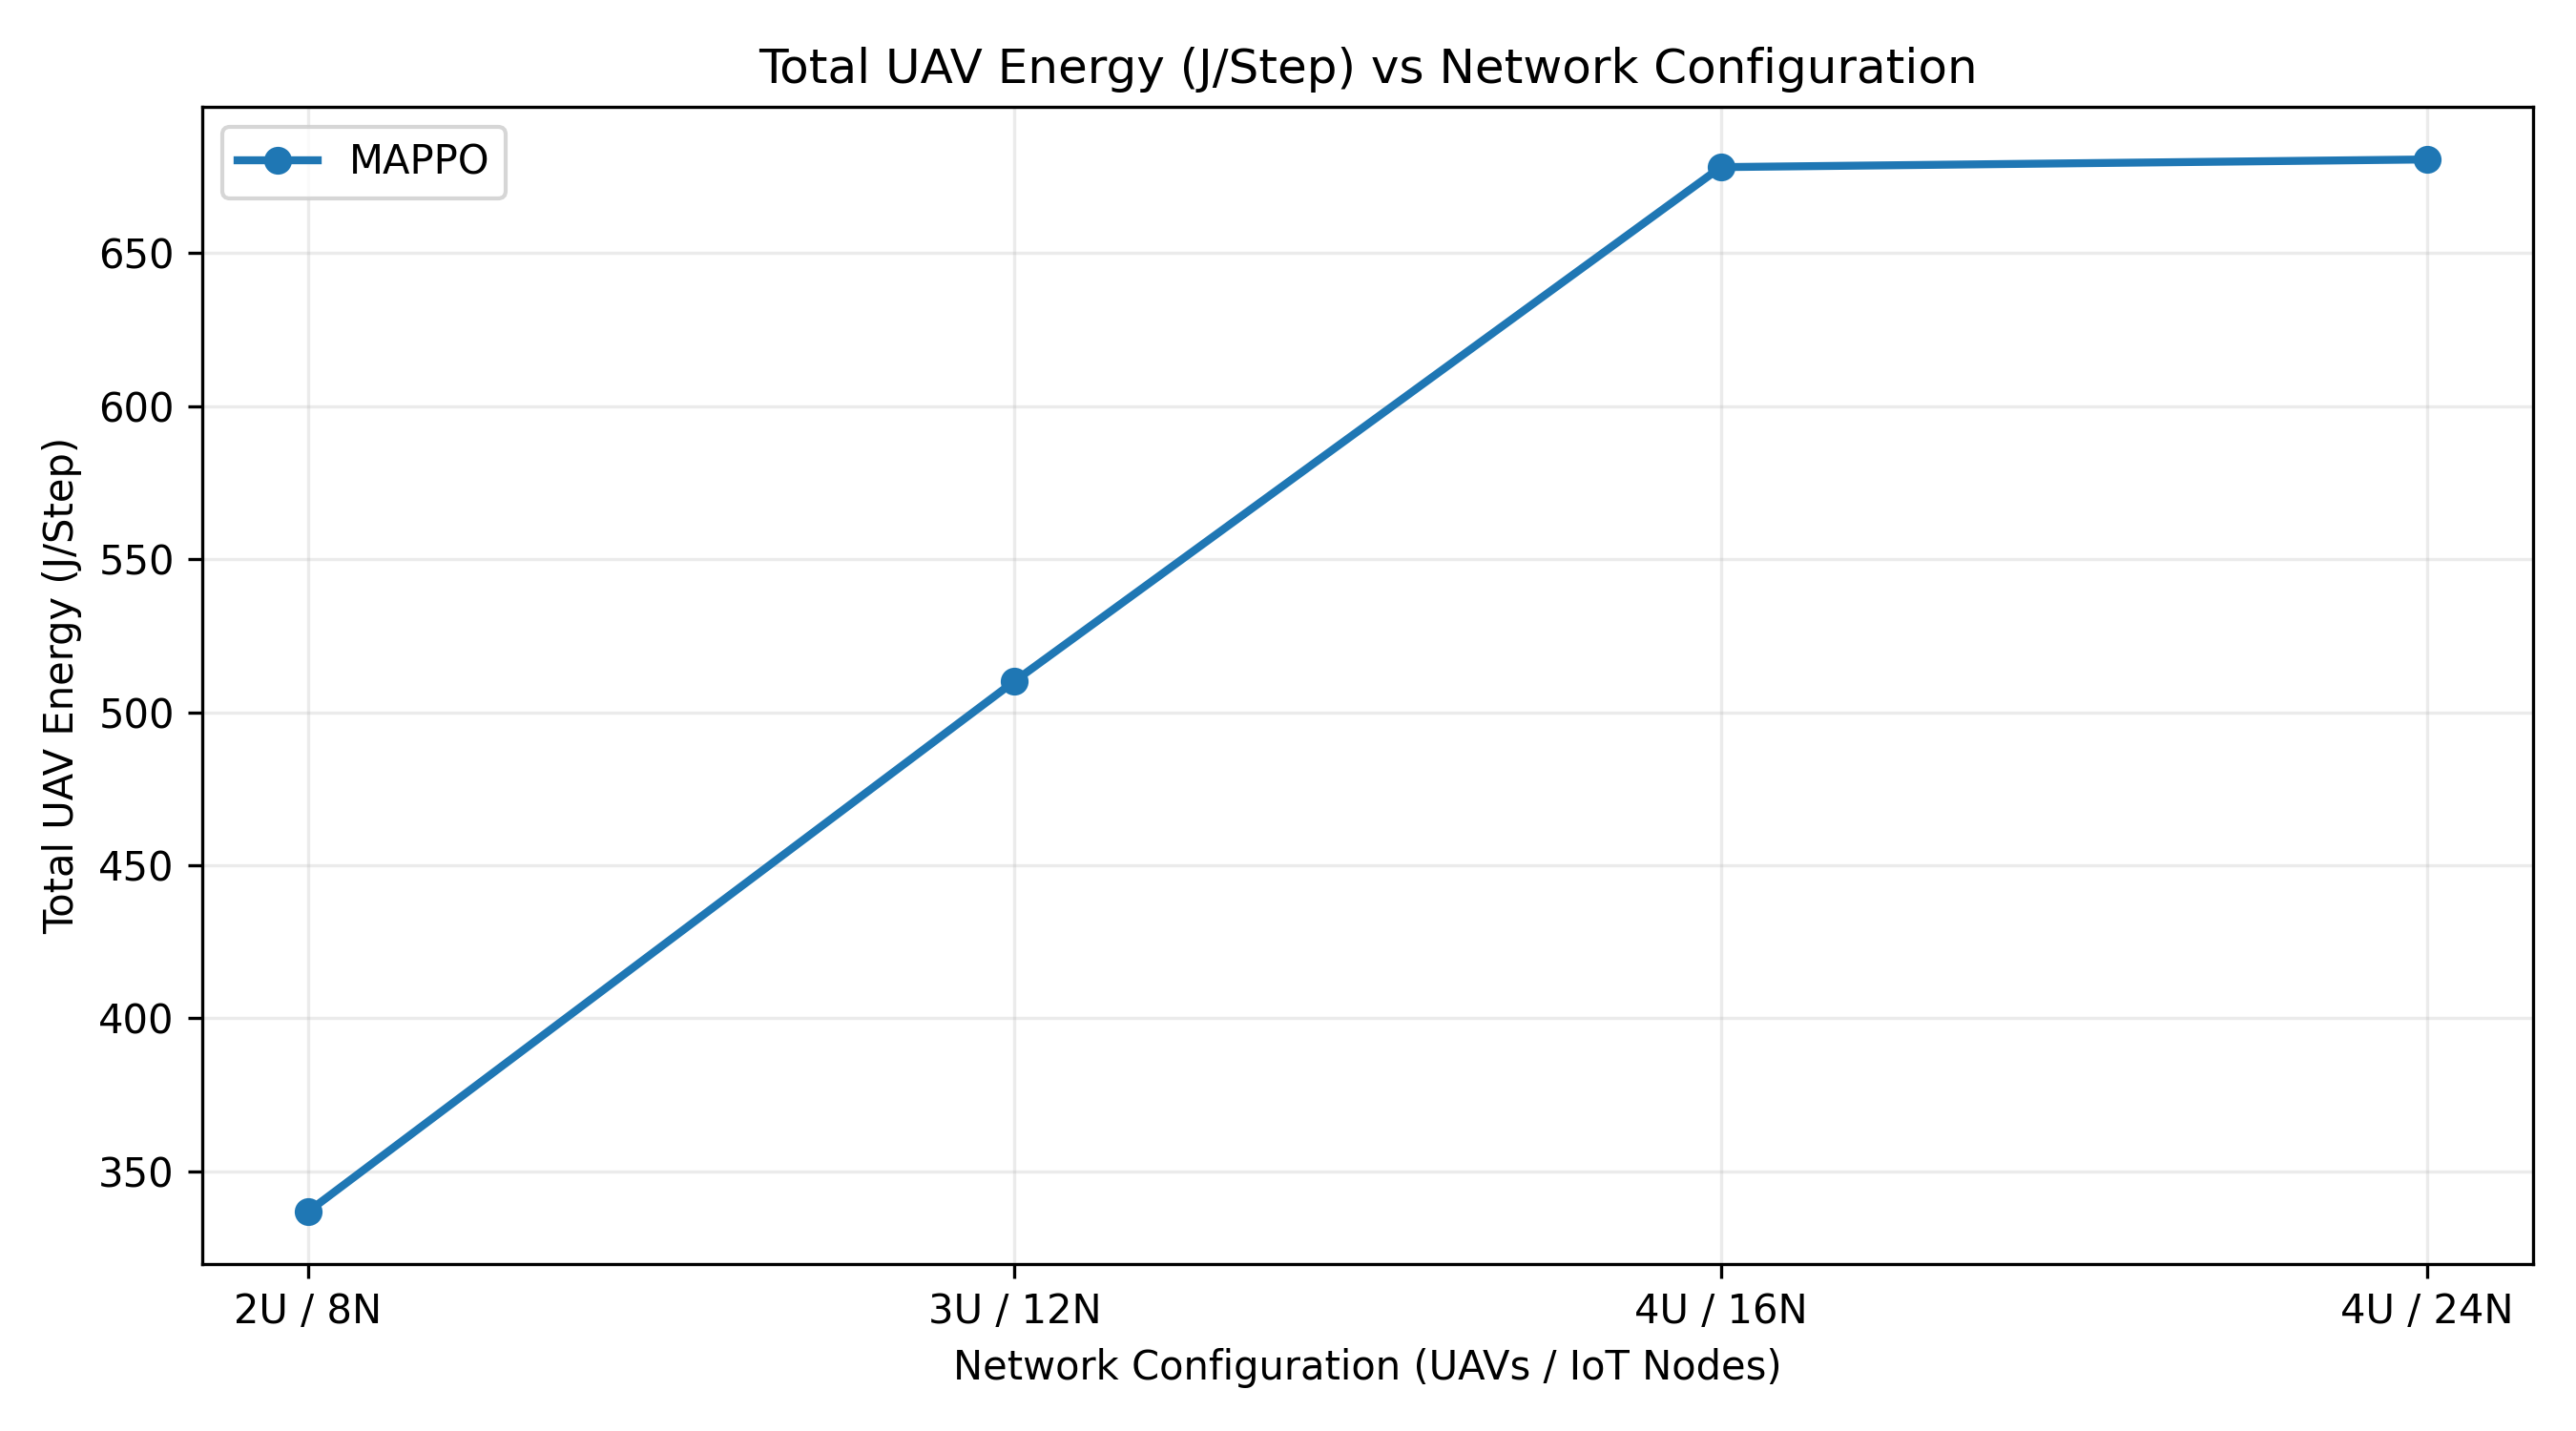 Total UAV Energy (J/Step) vs Network Configuration
MAPPO
Total UAV Energy (J/Step)
650
600
550
500
450
400
350
2U / 8N
3U / 12N
4U / 16N
4U / 24N
Network Configuration (UAVs / IoT Nodes)